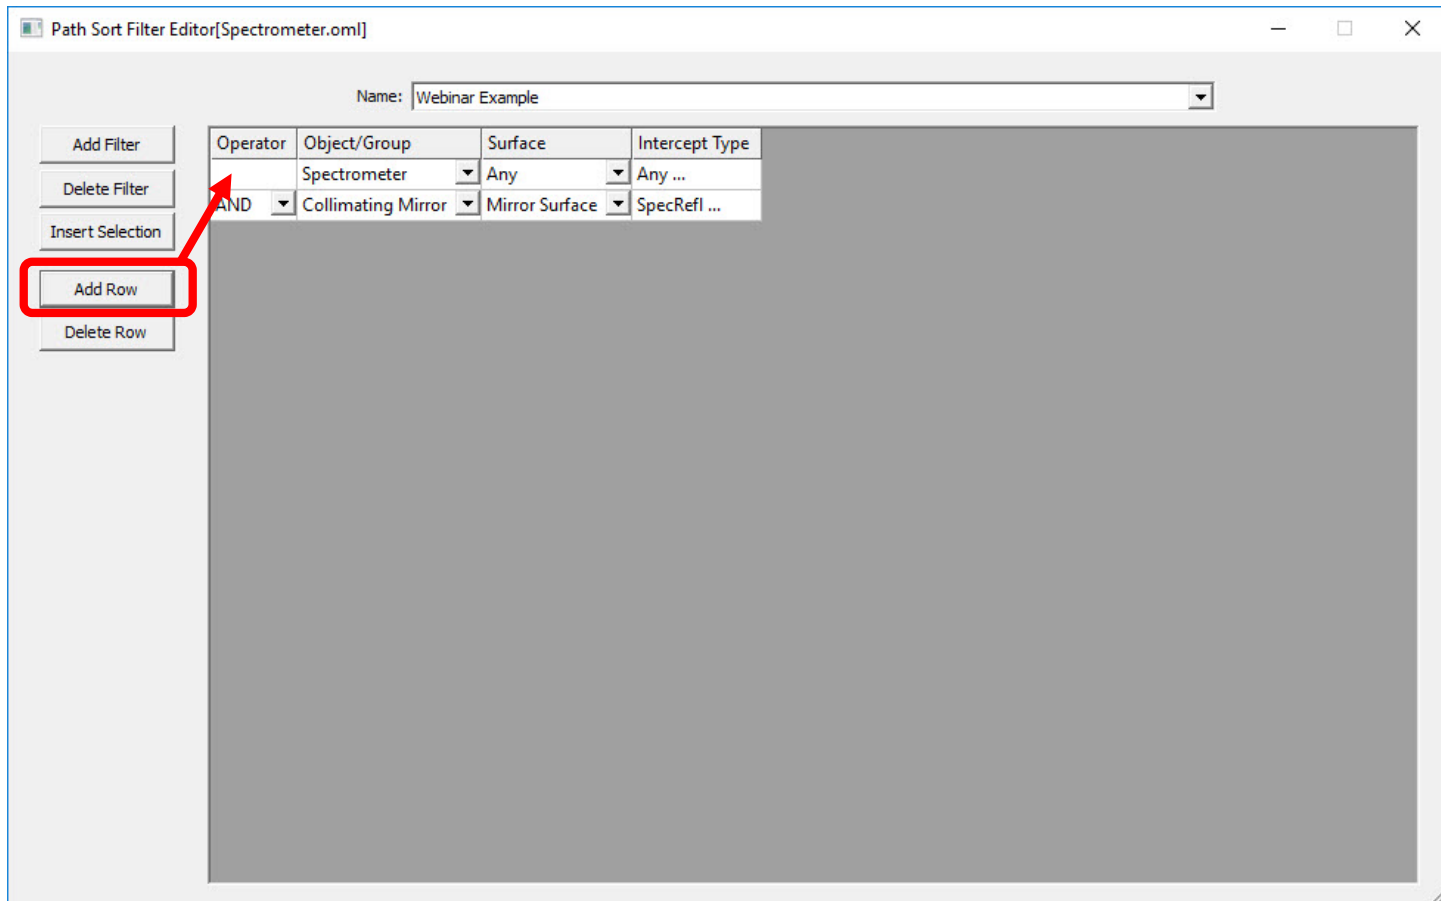 Path Sort Filter Editor[Spectrometer.oml]
Name: Webinar Example
Add Filter
Delete Filter
Insert Selection
Add Row
Delete Row
Operator Object/Group Surface Intercept Type
Spectrometer Any Any ...
AND Collimating Mirror Mirror Surface SpecRefl ...